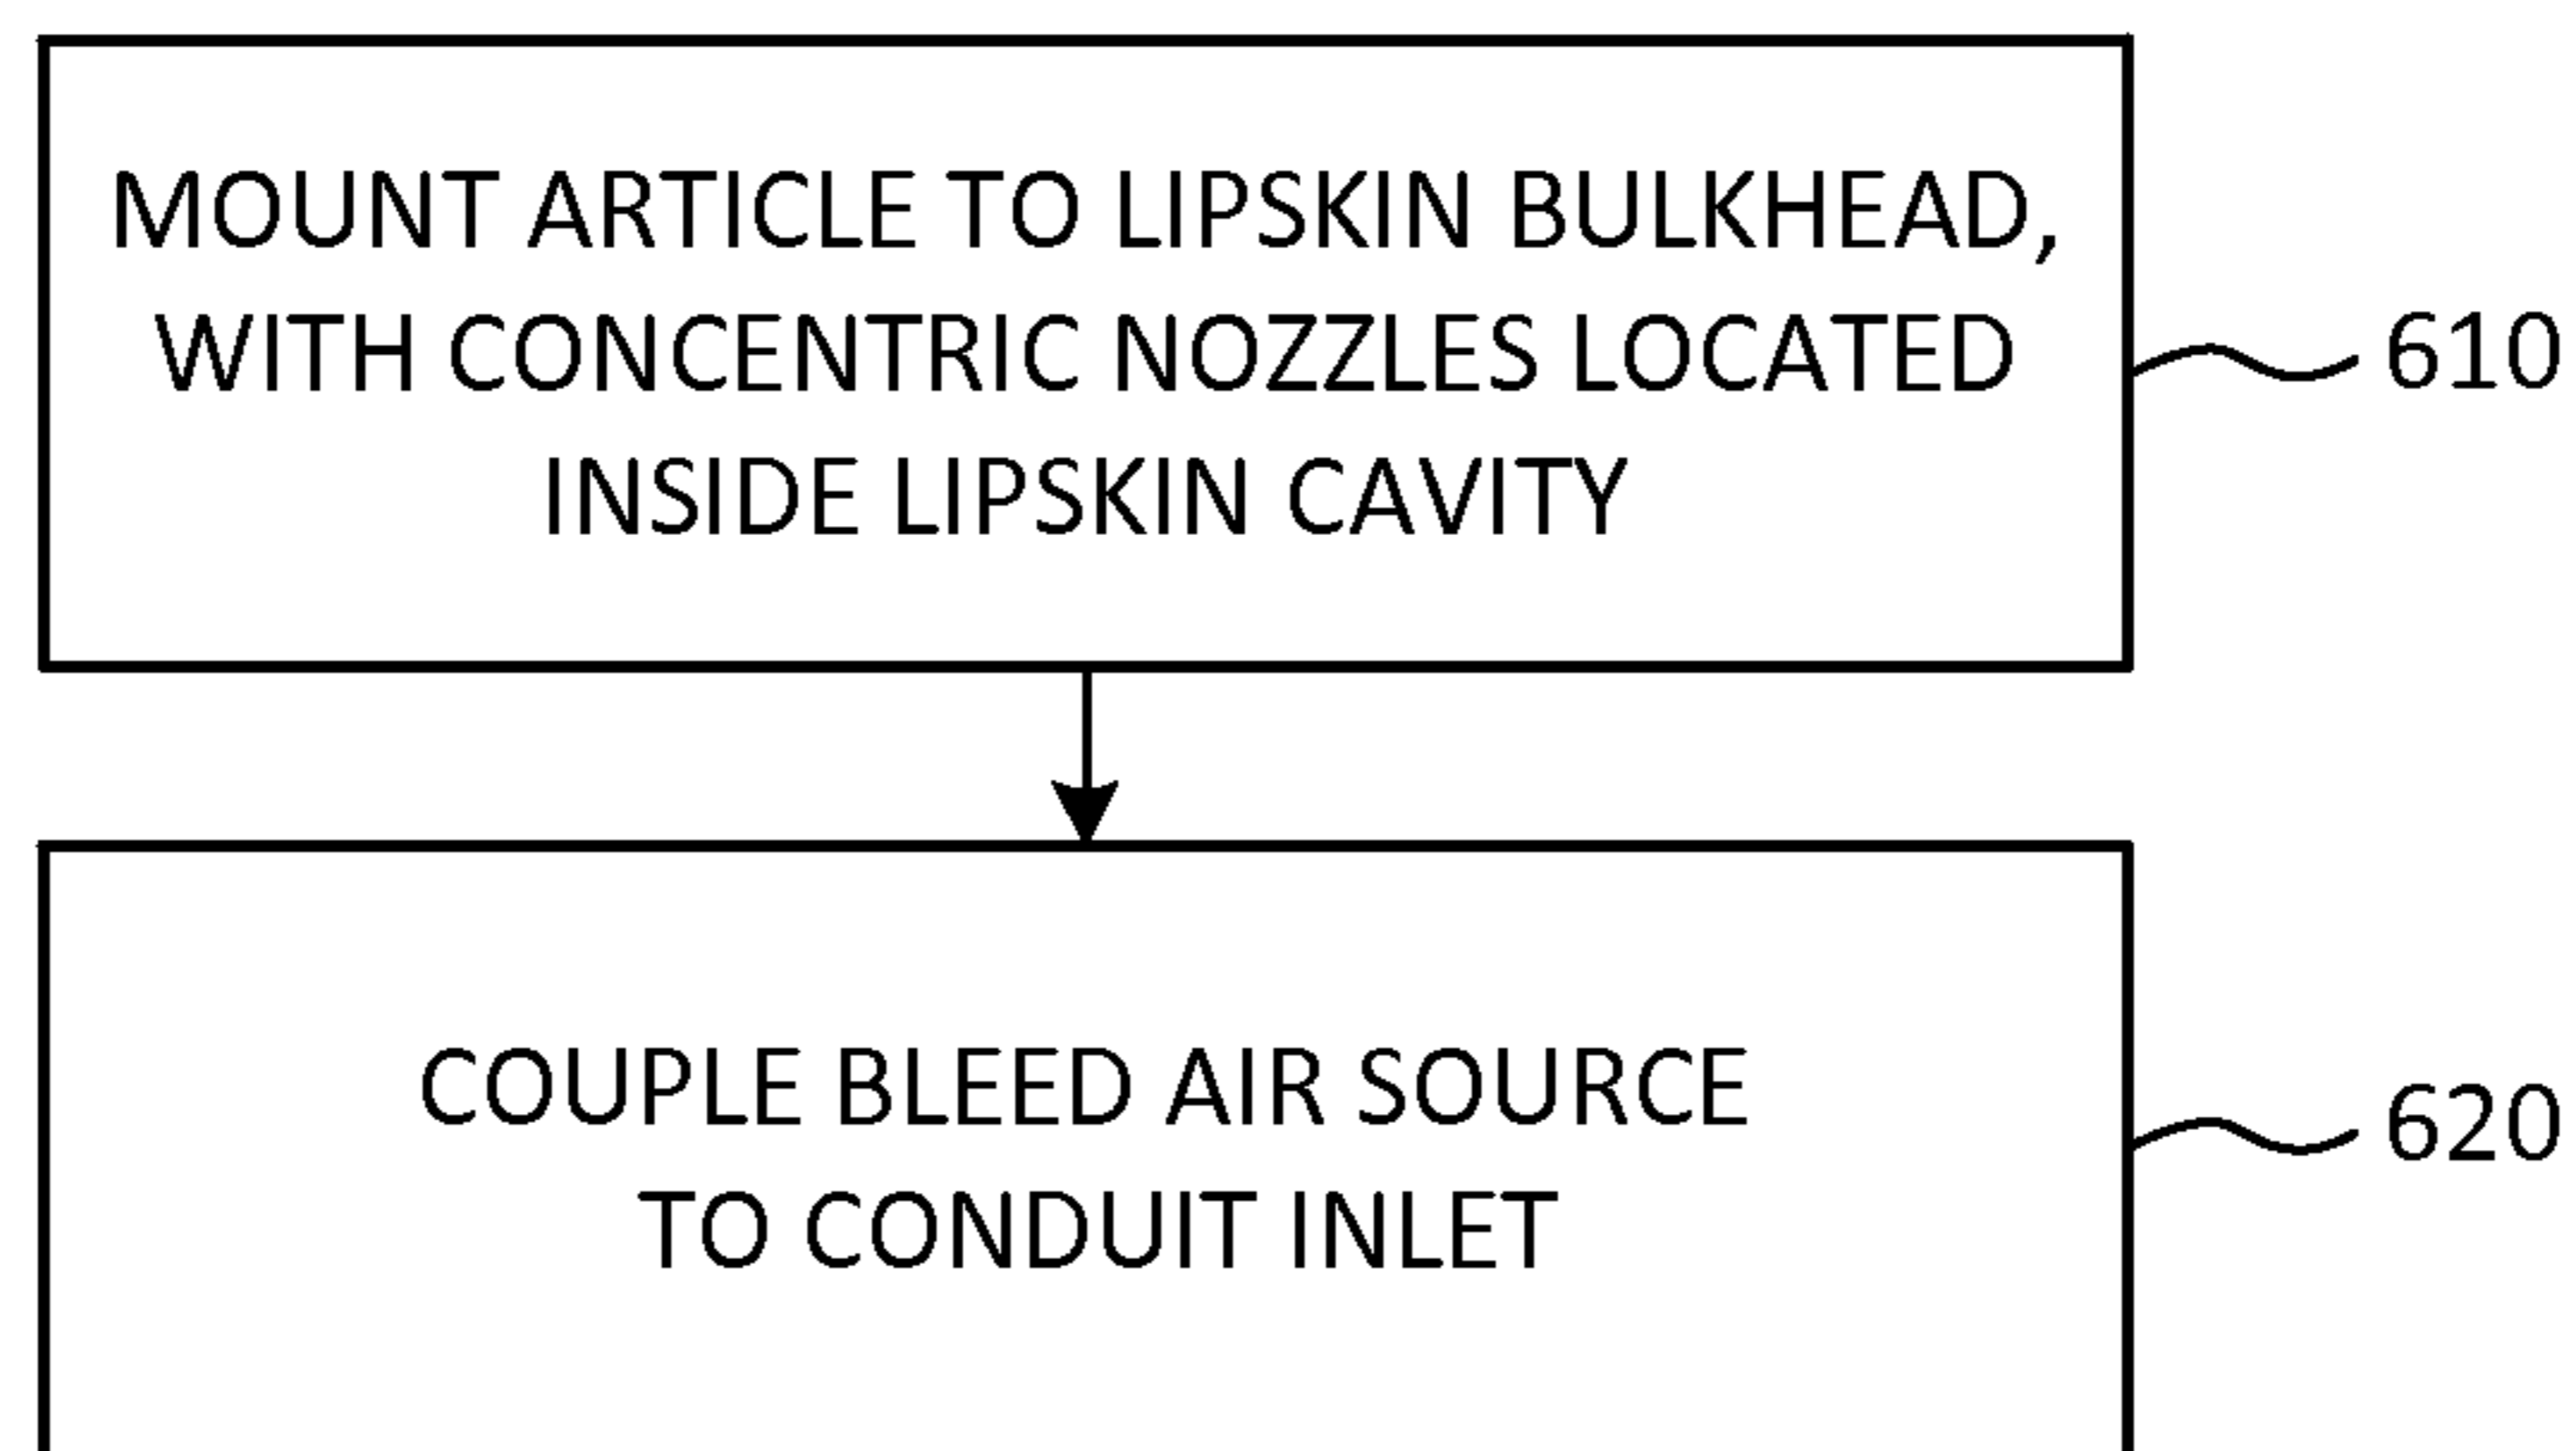 MOUNT ARTICLE TO LIPSKIN BULKHEAD,
WITH CONCENTRIC NOZZLES LOCATED
INSIDE LIPSKIN CAVITY
610
COUPLE BLEED AIR SOURCE
TO CONDUIT INLET
620